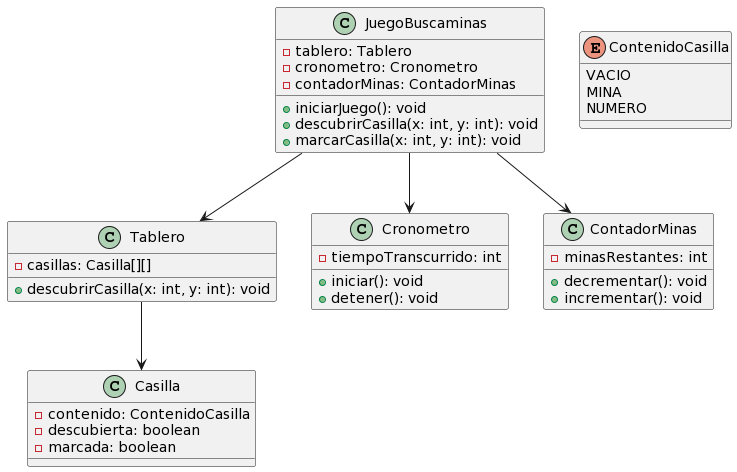 C JuegoBuscaminas
tablero: Tablero
cronometro: Cronometro
contadorMinas: ContadorMinas
iniciarJuego(): void
descubrirCasilla(x: int, y: int): void
marcarCasilla(x: int, y: int): void
E ContenidoCasilla
VACIO
MINA
NUMERO
C Tablero
casillas: Casilla[][]
descubrirCasilla(x: int, y: int): void
C Cronometro
tiempoTranscurrido: int
iniciar(): void
detener(): void
C ContadorMinas
minasRestantes: int
decrementar(): void
incrementar(): void
C Casilla
contenido: ContenidoCasilla
descubierta: boolean
marcada: boolean